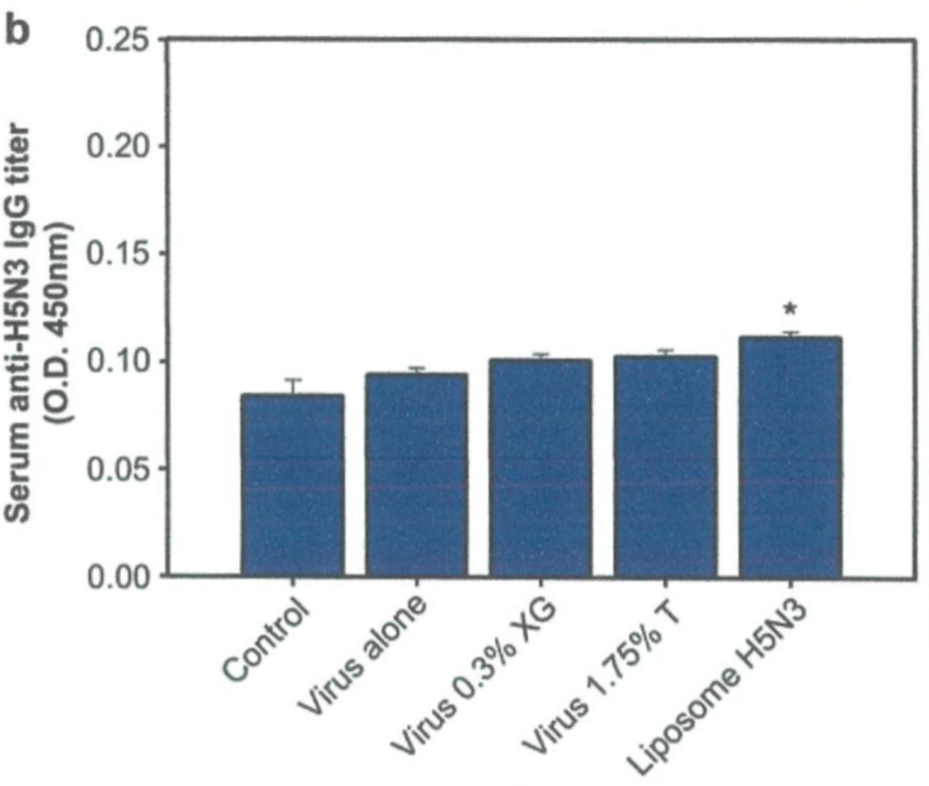 b
Serum anti-H5N3 IgG titer
(O.D. 450nm)
0.25
0.20
0.15
0.10
0.05
0.00
*
Control
Virus alone
Virus 0.3% XG
Virus 1.75% T
Liposome H5N3